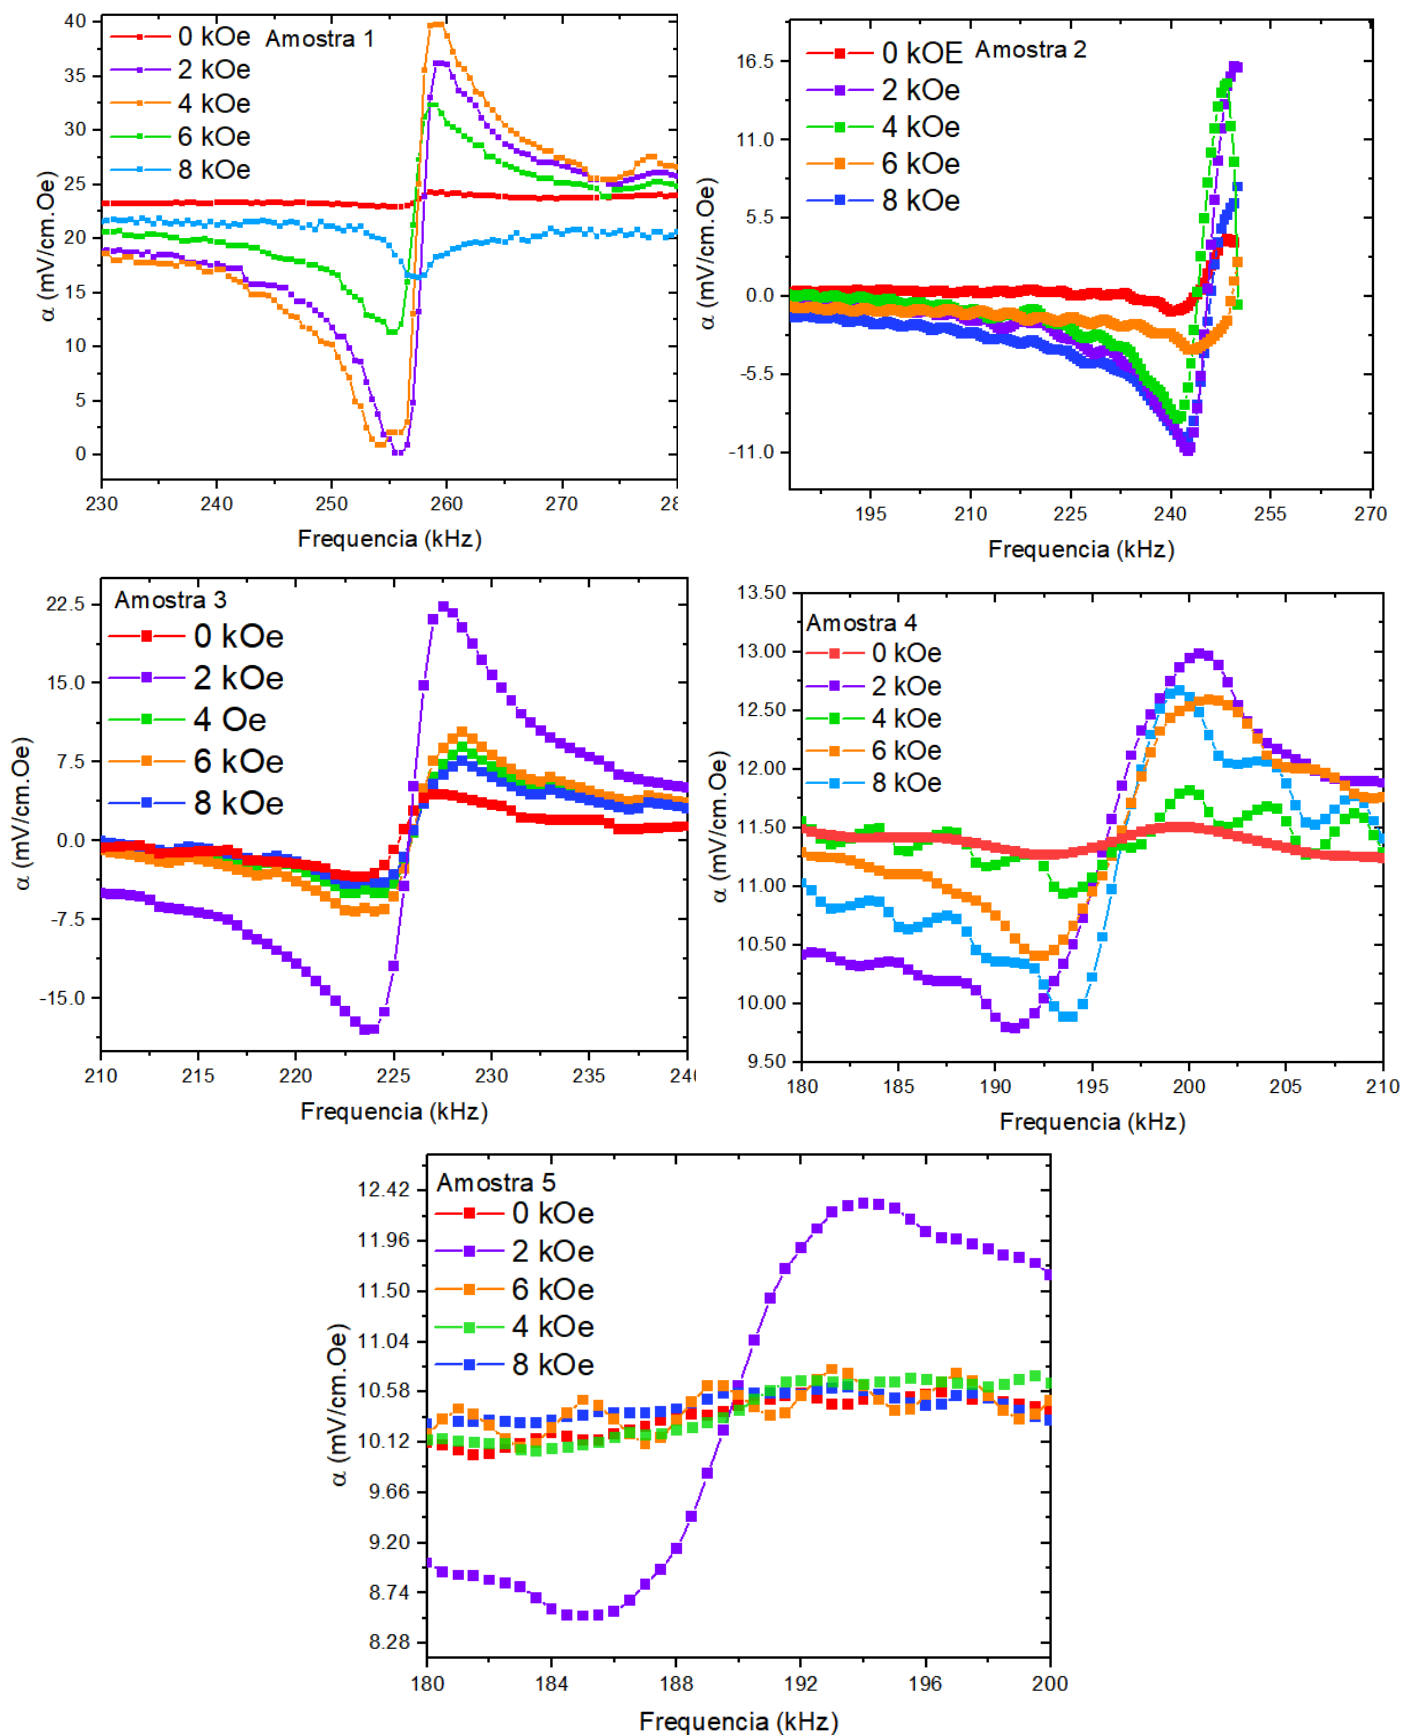 Amostra 1
0 kOe
2 kOe
4 kOe
6 kOe
8 kOe
40
35
30
25
20
15
10
5
0
α (mV/cm.Oe)
230 240 250 260 270 28
Frequencia (kHz)
Amostra 2
0 kOE
2 kOe
4 kOe
6 kOe
8 kOe
16.5
11.0
5.5
0.0
-5.5
-11.0
α (mV/cm.Oe)
195 210 225 240 255 270
Frequencia (kHz)
Amostra 3
0 kOe
2 kOe
4 Oe
6 kOe
8 kOe
22.5
15.0
7.5
0.0
-7.5
-15.0
α (mV/cm.Oe)
210 215 220 225 230 235 24
Frequencia (kHz)
Amostra 4
0 kOe
2 kOe
4 kOe
6 kOe
8 kOe
13.50
13.00
12.50
12.00
11.50
11.00
10.50
10.00
9.50
α (mV/cm.Oe)
180 185 190 195 200 205 210
Frequencia (kHz)
Amostra 5
0 kOe
2 kOe
6 kOe
4 kOe
8 kOe
12.42
11.96
11.50
11.04
10.58
10.12
9.66
9.20
8.74
8.28
α (mV/cm.Oe)
180 184 188 192 196 200
Frequencia (kHz)